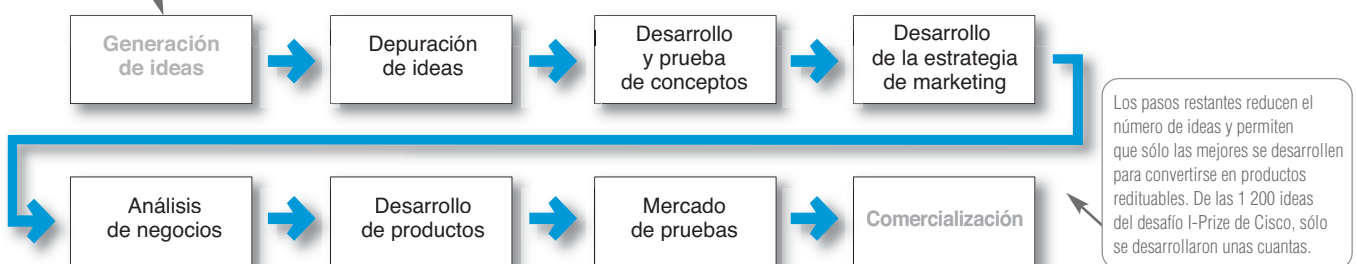 Generación
de ideas
Depuración
de ideas
Desarrollo
y prueba
de conceptos
Desarrollo
de la estrategia
de marketing
Los pasos restantes reducen el
número de ideas y permiten
que sólo las mejores se desarrollen
para convertirse en productos
redituables. De las 1 200 ideas
del desafío I-Prize de Cisco, sólo
se desarrollaron unas cuantas.
Análisis
de negocios
Desarrollo
de productos
Mercado
de pruebas
Comercialización